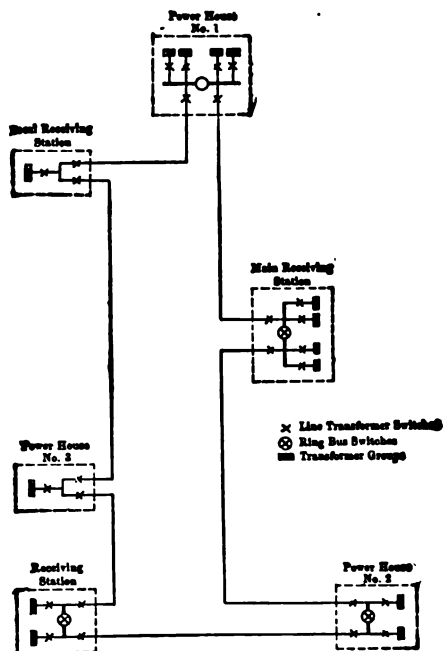 Power House
No. 1
Receiving
Station
Main Receiving
Station
Line Transformer Switches
Ring Bus Switches
Transformer Groups
Power House
No. 3
Receiving
Station
Power House
No. 2